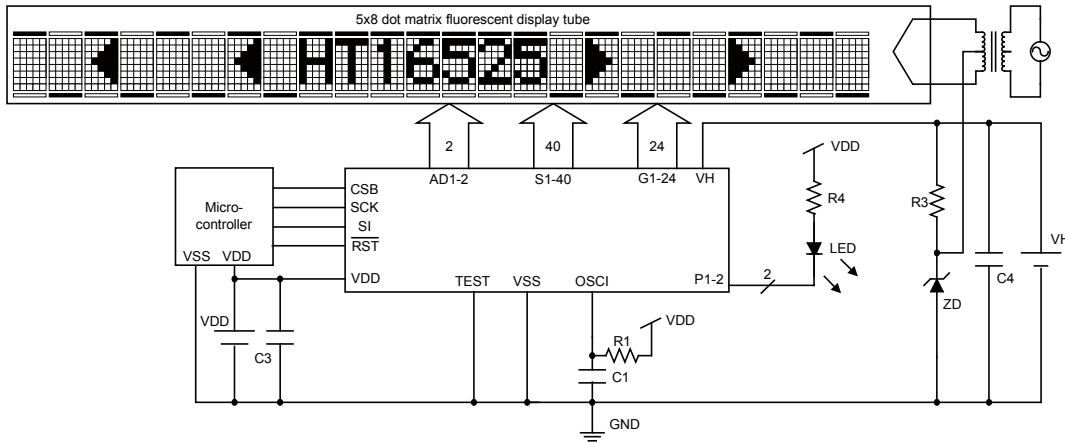 5x8 dot matrix fluorescent display tube
HT16525
2
40
24
AD1-2
S1-40
G1-24
VH
VDD
Micro-
controller
CSB
SCK
SI
RST
R4
R3
LED
VSS
VDD
VDD
TEST
VSS
OSCI
P1-2
2
ZD
C4
VH
VDD
C3
VDD
R1
C1
GND